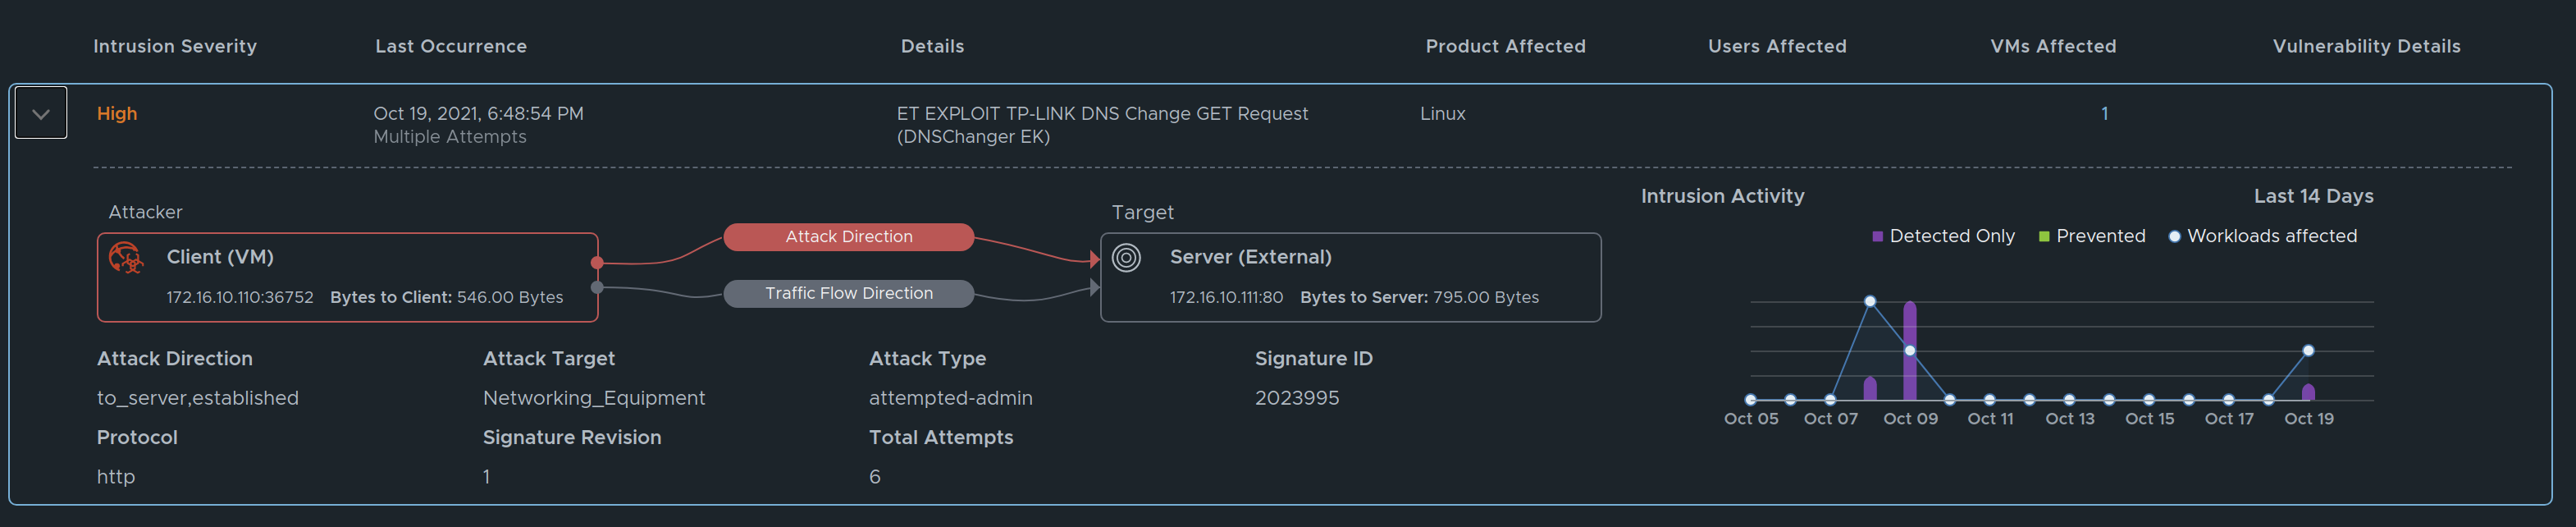 Intrusion Severity Last Occurrence Details Product Affected Users Affected VMs Affected Vulnerability Details
High Oct 19, 2021, 6:48:54 PM ET EXPLOIT TP-LINK DNS Change GET Request Linux 1
Multiple Attempts (DNSChanger EK)
Attacker
Client (VM)
172.16.10.110:36752 Bytes to Client: 546.00 Bytes
Attack Direction
Traffic Flow Direction
Target
Server (External)
172.16.10.111:80 Bytes to Server: 795.00 Bytes
Attack Direction Attack Target Attack Type Signature ID
to_server,established Networking_Equipment attempted-admin 2023995
Protocol Signature Revision Total Attempts
http 1 6
Intrusion Activity Last 14 Days
Detected Only Prevented Workloads affected
Oct 05 Oct 07 Oct 09 Oct 11 Oct 13 Oct 15 Oct 17 Oct 19